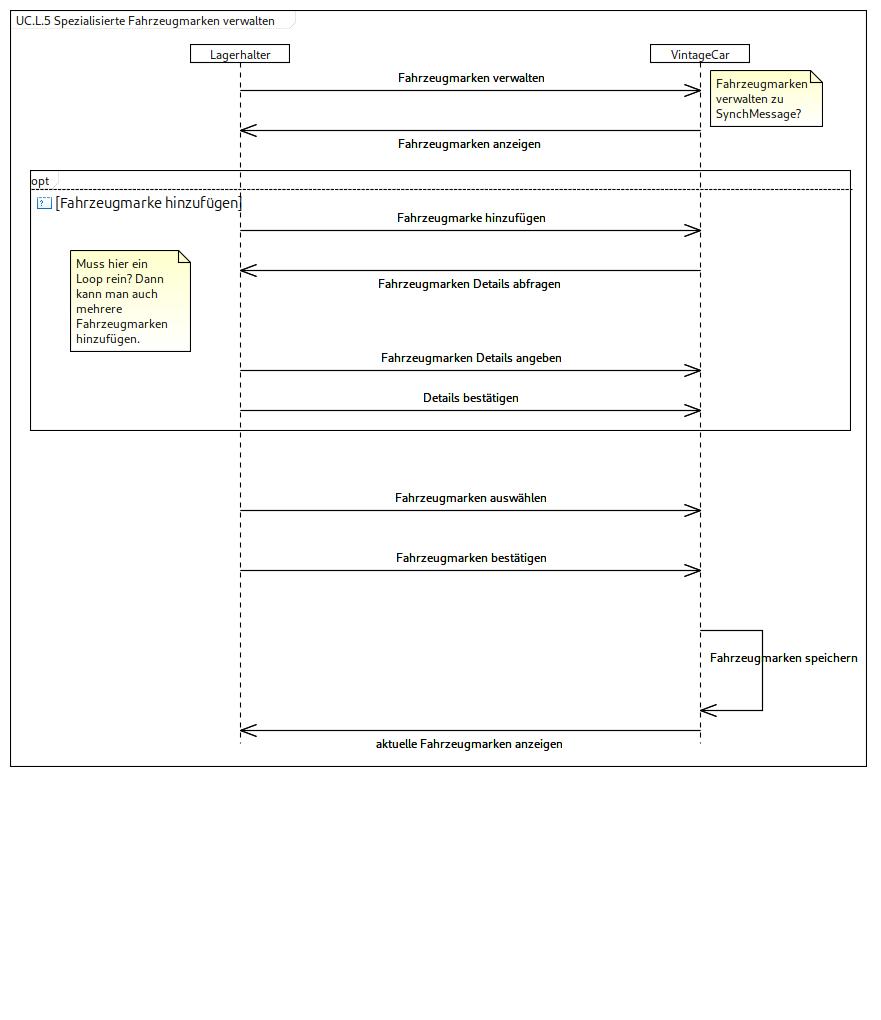 UC.L.5 Spezialisierte Fahrzeugmarken verwalten
Lagerhalter
VintageCar
Fahrzeugmarken verwalten
Fahrzeugmarken
verwalten zu
SynchMessage?
Fahrzeugmarken anzeigen
opt
[Fahrzeugmarke hinzufügen]
Fahrzeugmarke hinzufügen
Muss hier ein
Loop rein? Dann
kann man auch
mehrere
Fahrzeugmarken
hinzufügen.
Fahrzeugmarken Details abfragen
Fahrzeugmarken Details angeben
Details bestätigen
Fahrzeugmarken auswählen
Fahrzeugmarken bestätigen
Fahrzeugmarken speichern
aktuelle Fahrzeugmarken anzeigen